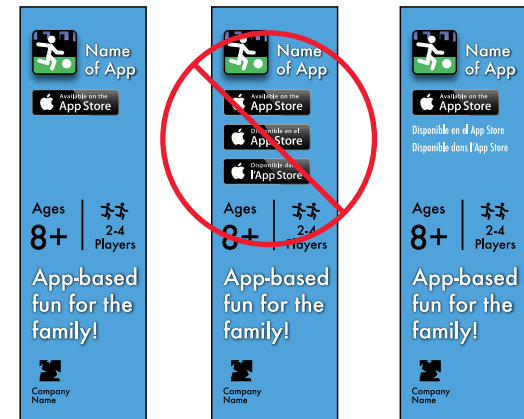 Name
of App
Available on the
App Store
Ages
8+
2-4
Players
App-based
fun for the
family!
Company
Name
Name
of App
Available on the
App Store
Disponible en el
App Store
Disponible dans
l'App Store
Ages
8+
2-4
Players
App-based
fun for the
family!
Company
Name
Name
of App
Available on the
App Store
Disponible en el App Store
Disponible dans l'App Store
Ages
8+
2-4
Players
App-based
fun for the
family!
Company
Name